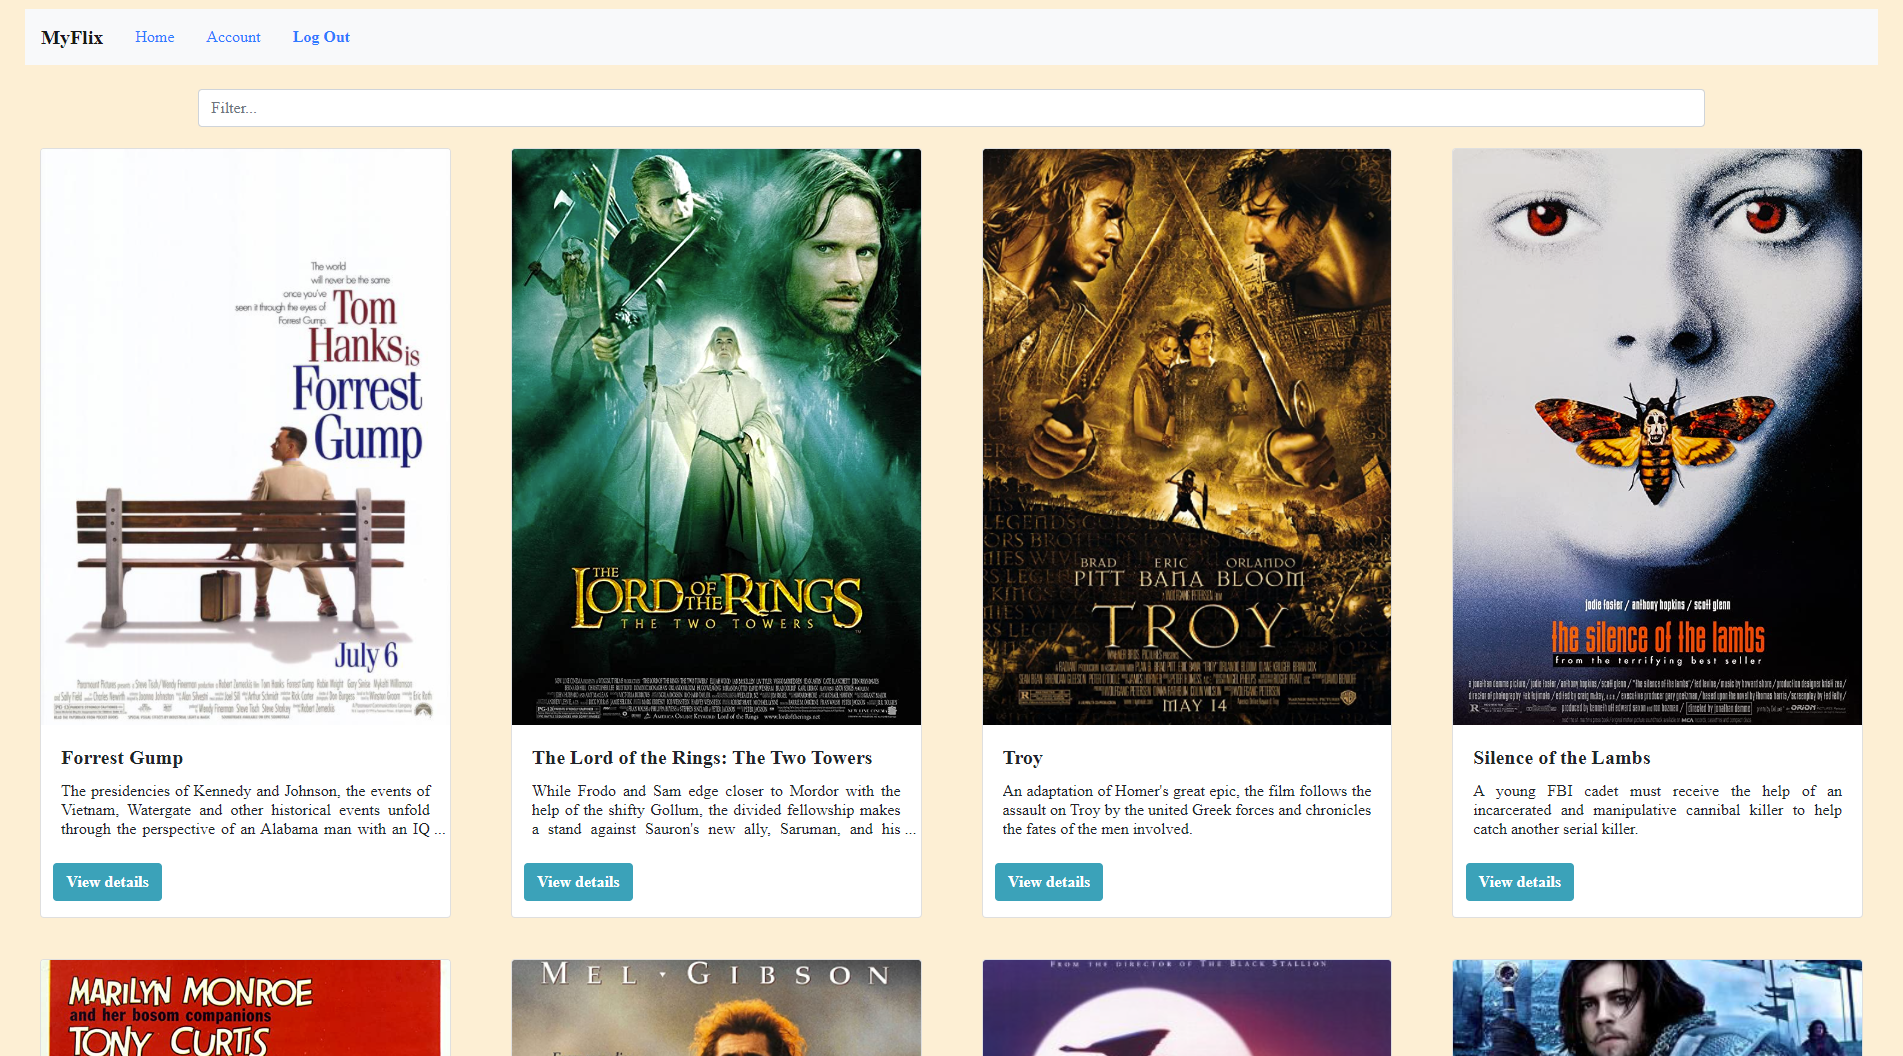 MyFlix Home Account Log Out
Filter...
The world
will never be the same
once you've
seen it through the eyes of
Forrest Gump.
Tom
Hanks is
Forrest
Gump
July 6
THE
LORD OF THE RINGS
THE TWO TOWERS
BRAD ERIC ORLANDO
PITT BANA BLOOM
TROY
MAY 14
jodie foster / anthony hopkins / scott glenn
the silence of the lambs
from the terrifying best seller
Forrest Gump
The presidencies of Kennedy and Johnson, the events of
Vietnam, Watergate and other historical events unfold
through the perspective of an Alabama man with an IQ ...
View details
The Lord of the Rings: The Two Towers
While Frodo and Sam edge closer to Mordor with the
help of the shifty Gollum, the divided fellowship makes
a stand against Sauron's new ally, Saruman, and his ...
View details
Troy
An adaptation of Homer's great epic, the film follows the
assault on Troy by the united Greek forces and chronicles
the fates of the men involved.
View details
Silence of the Lambs
A young FBI cadet must receive the help of an
incarcerated and manipulative cannibal killer to help
catch another serial killer.
View details
MARILYN MONROE
and her bosom companions
TONY CURTIS
MEL GIBSON
FROM THE DIRECTOR OF THE BLACK STALLION